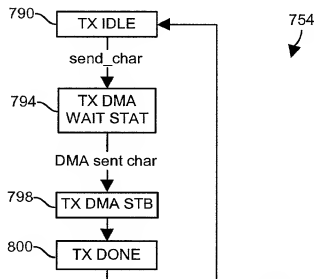 790
TX IDLE
754
send_char
794
TX DMA
WAIT STAT
DMA sent char
798
TX DMA STB
800
TX DONE